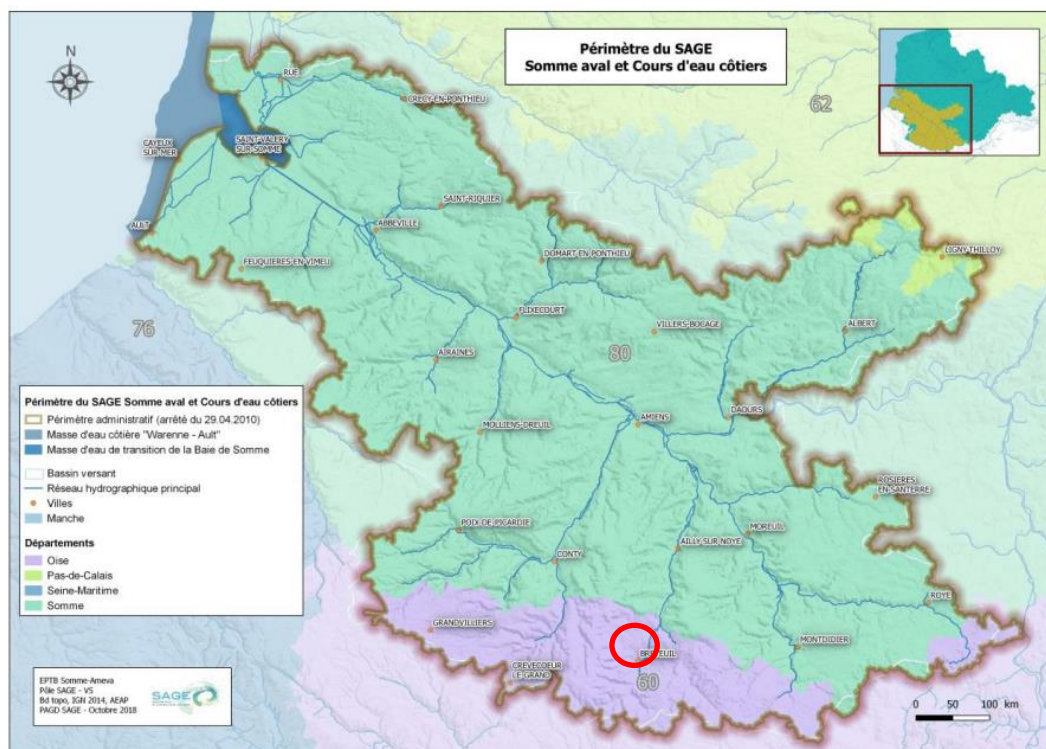 Périmètre du SAGE
Somme aval et Cours d'eau côtiers
N
62
RUE
CRECY-EN-PONTHIEU
CAYEUX
SUR-MER
SAINT-VALERY
SUR-SOMME
SAINT-RIQUIER
AULT
ABBEVILLE
DOMART-EN-PONTHIEU
LIGNY-THILLOY
FEUQUIERES-EN-VIMEU
FLIXECOURT
VILLERS-BOCAGE
ALBERT
76
80
AIRAINES
DAOURS
AMIENS
MOLLIENS-DREUIL
ROSIERES
EN-SANTERRE
POIX-DE-PICARDIE
MOREUIL
AILLY-SUR-NOYE
CONTY
ROYE
GRANDVILLIERS
MONTDIDIER
BRETEUIL
CREVECOEUR
LE-GRAND
60
Périmètre du SAGE Somme aval et Cours d'eau côtiers
Périmètre administratif (arrêté du 29.04.2010)
Masse d'eau côtière "Warenne - Ault"
Masse d'eau de transition de la Baie de Somme
Bassin versant
Réseau hydrographique principal
Villes
Manche
Départements
Oise
Pas-de-Calais
Seine-Maritime
Somme
EPTB Somme-Ameva
Pôle SAGE - VS
Bd topo, IGN 2014, AEAP
PAGD SAGE - Octobre 2018
SAGE
0 50 100 km